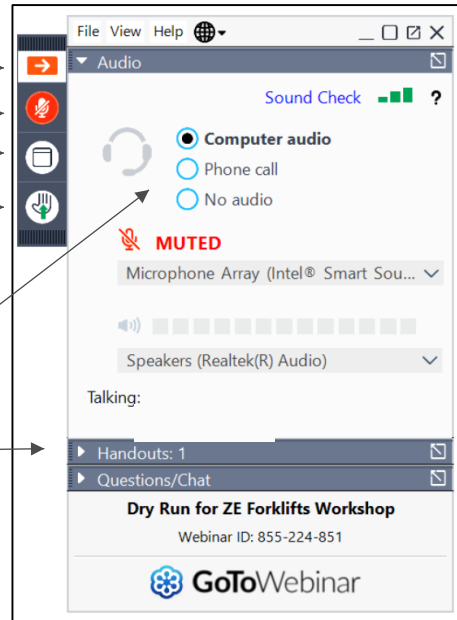 File View Help
Audio
Sound Check ?
Computer audio
Phone call
No audio
MUTED
Microphone Array (Intel® Smart Sou...
Speakers (Realtek(R) Audio)
Talking:
Handouts: 1
Questions/Chat
Dry Run for ZE Forklifts Workshop
Webinar ID: 855-224-851
GoToWebinar